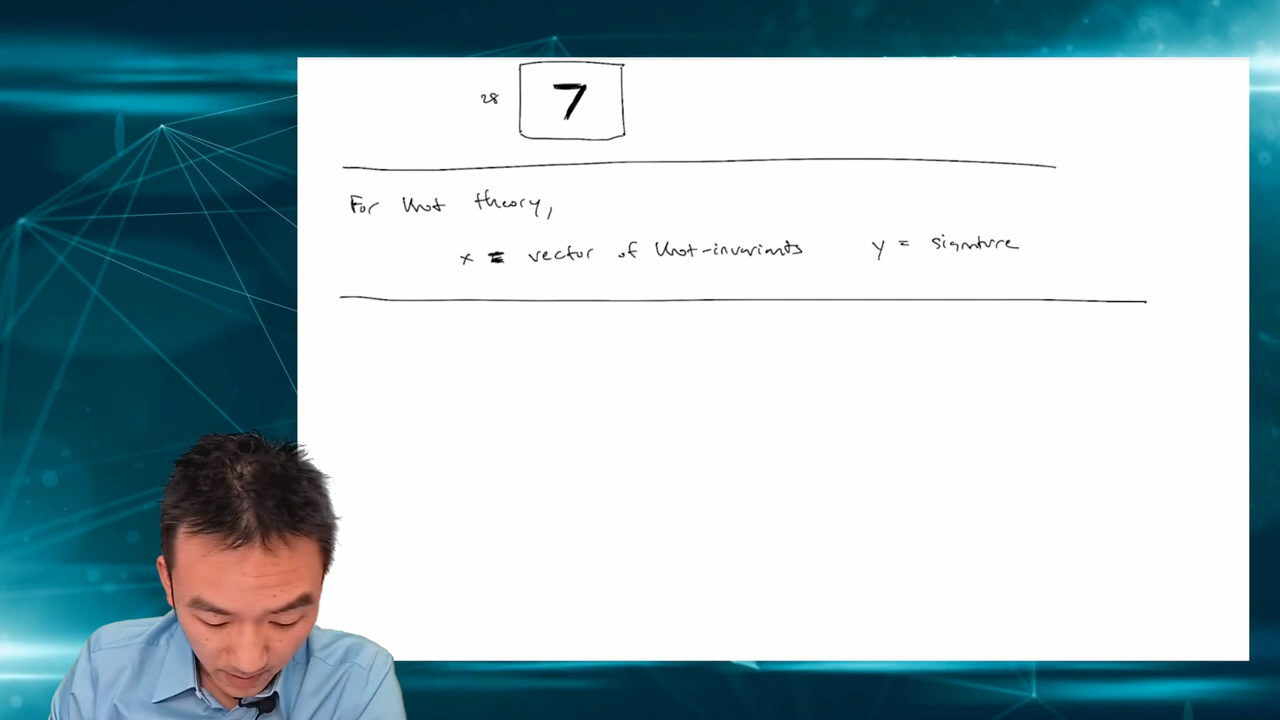 28
7
For knot theory,
x = vector of knot-invariants y = signature